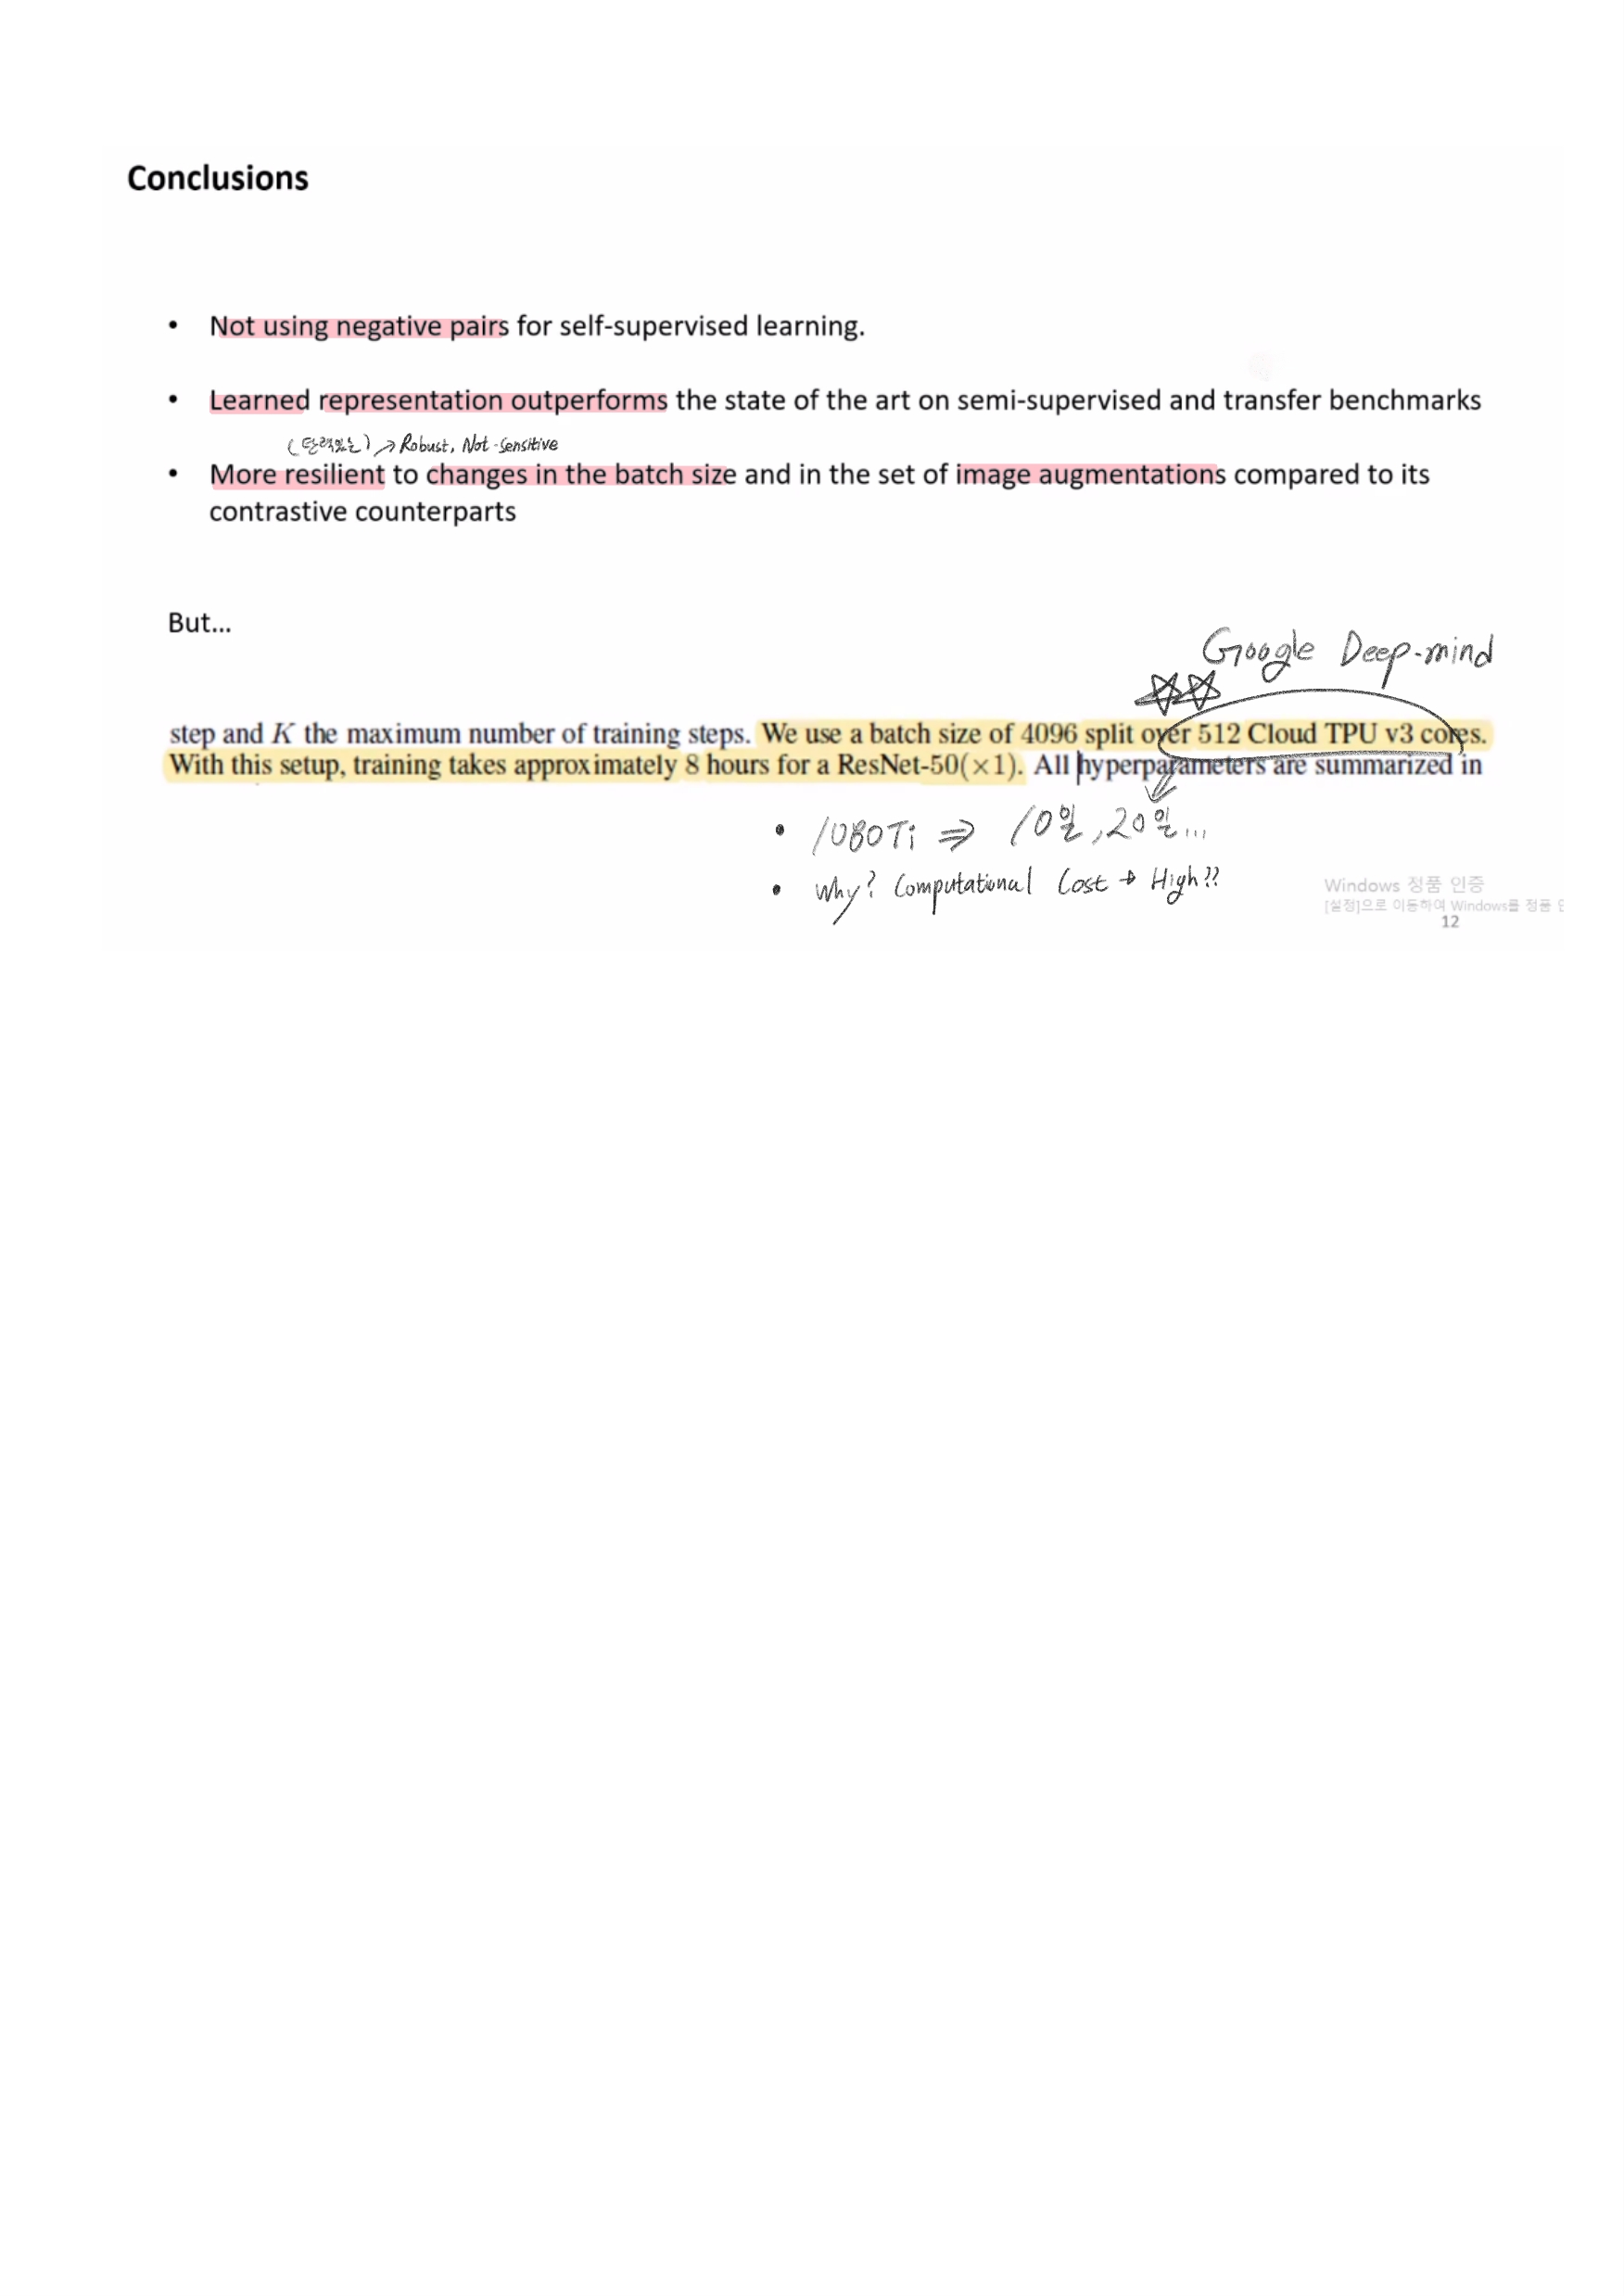 Conclusions
• Not using negative pairs for self-supervised learning.
• Learned representation outperforms the state of the art on semi-supervised and transfer benchmarks
(탄력있는) → Robust, Not-Sensitive
• More resilient to changes in the batch size and in the set of image augmentations compared to its
contrastive counterparts
But...
Google Deep-mind
step and K the maximum number of training steps. We use a batch size of 4096 split over 512 Cloud TPU v3 cores.
With this setup, training takes approximately 8 hours for a ResNet-50(×1). All hyperparameters are summarized in
• 1080Ti ⇒ 10일, 20일...
• Why? Computational Cost → High??
Windows 정품 인증
[설정]으로 이동하여 Windows를 정품
12